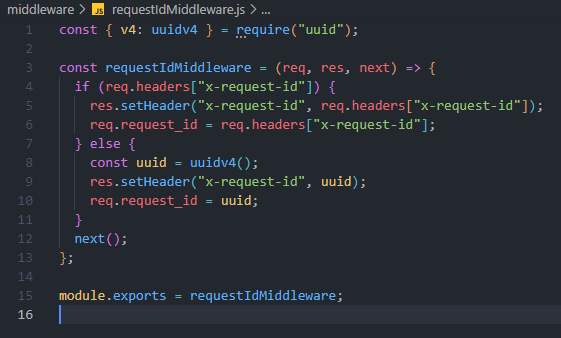 middleware > JS requestIdMiddleware.js > ...
1 const { v4: uuidv4 } = require("uuid");
2
3 const requestIdMiddleware = (req, res, next) => {
4   if (req.headers["x-request-id"]) {
5     res.setHeader("x-request-id", req.headers["x-request-id"]);
6     req.request_id = req.headers["x-request-id"];
7   } else {
8     const uuid = uuidv4();
9     res.setHeader("x-request-id", uuid);
10     req.request_id = uuid;
11   }
12   next();
13 };
14
15 module.exports = requestIdMiddleware;
16